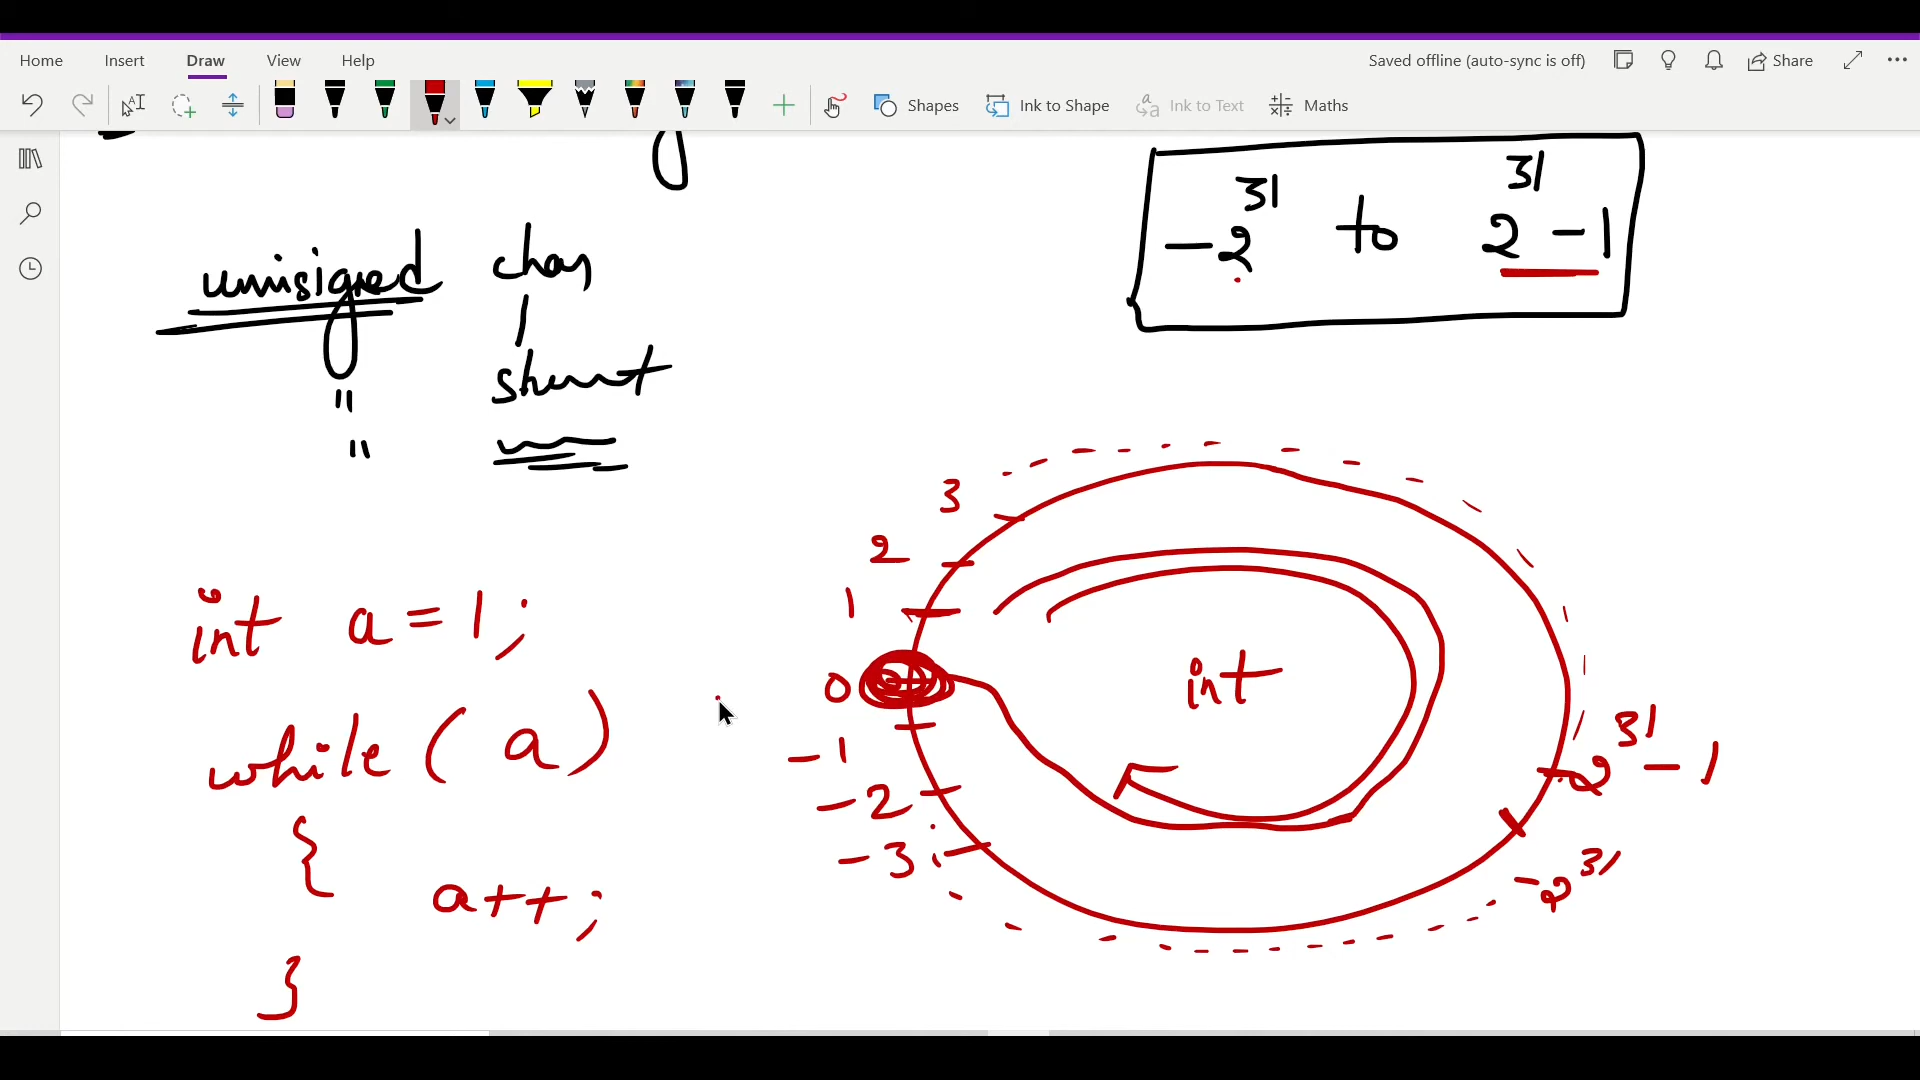 Home Insert Draw View Help Saved offline (auto-sync is off) Share
Shapes Ink to Shape Ink to Text Maths
-2^31 to 2^31 -1
unisigned char
" short
"
int a = 1;
while ( a )
{
a++;
}
3
2
1
0
-1
-2
-3
int
2^31 - 1
-2^31